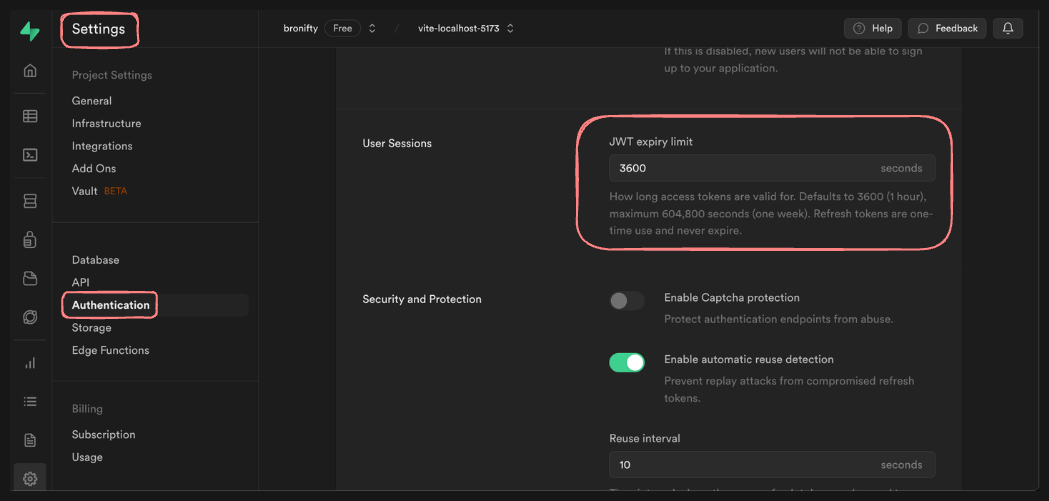 Settings
bronifty Free / vite-localhost-5173
Help Feedback
Project Settings
General
Infrastructure
Integrations
Add Ons
Vault BETA
Database
API
Authentication
Storage
Edge Functions
Billing
Subscription
Usage
If this is disabled, new users will not be able to sign
up to your application.
User Sessions
JWT expiry limit
3600 seconds
How long access tokens are valid for. Defaults to 3600 (1 hour),
maximum 604,800 seconds (one week). Refresh tokens are one-
time use and never expire.
Security and Protection
Enable Captcha protection
Protect authentication endpoints from abuse.
Enable automatic reuse detection
Prevent replay attacks from compromised refresh
tokens.
Reuse interval
10 seconds